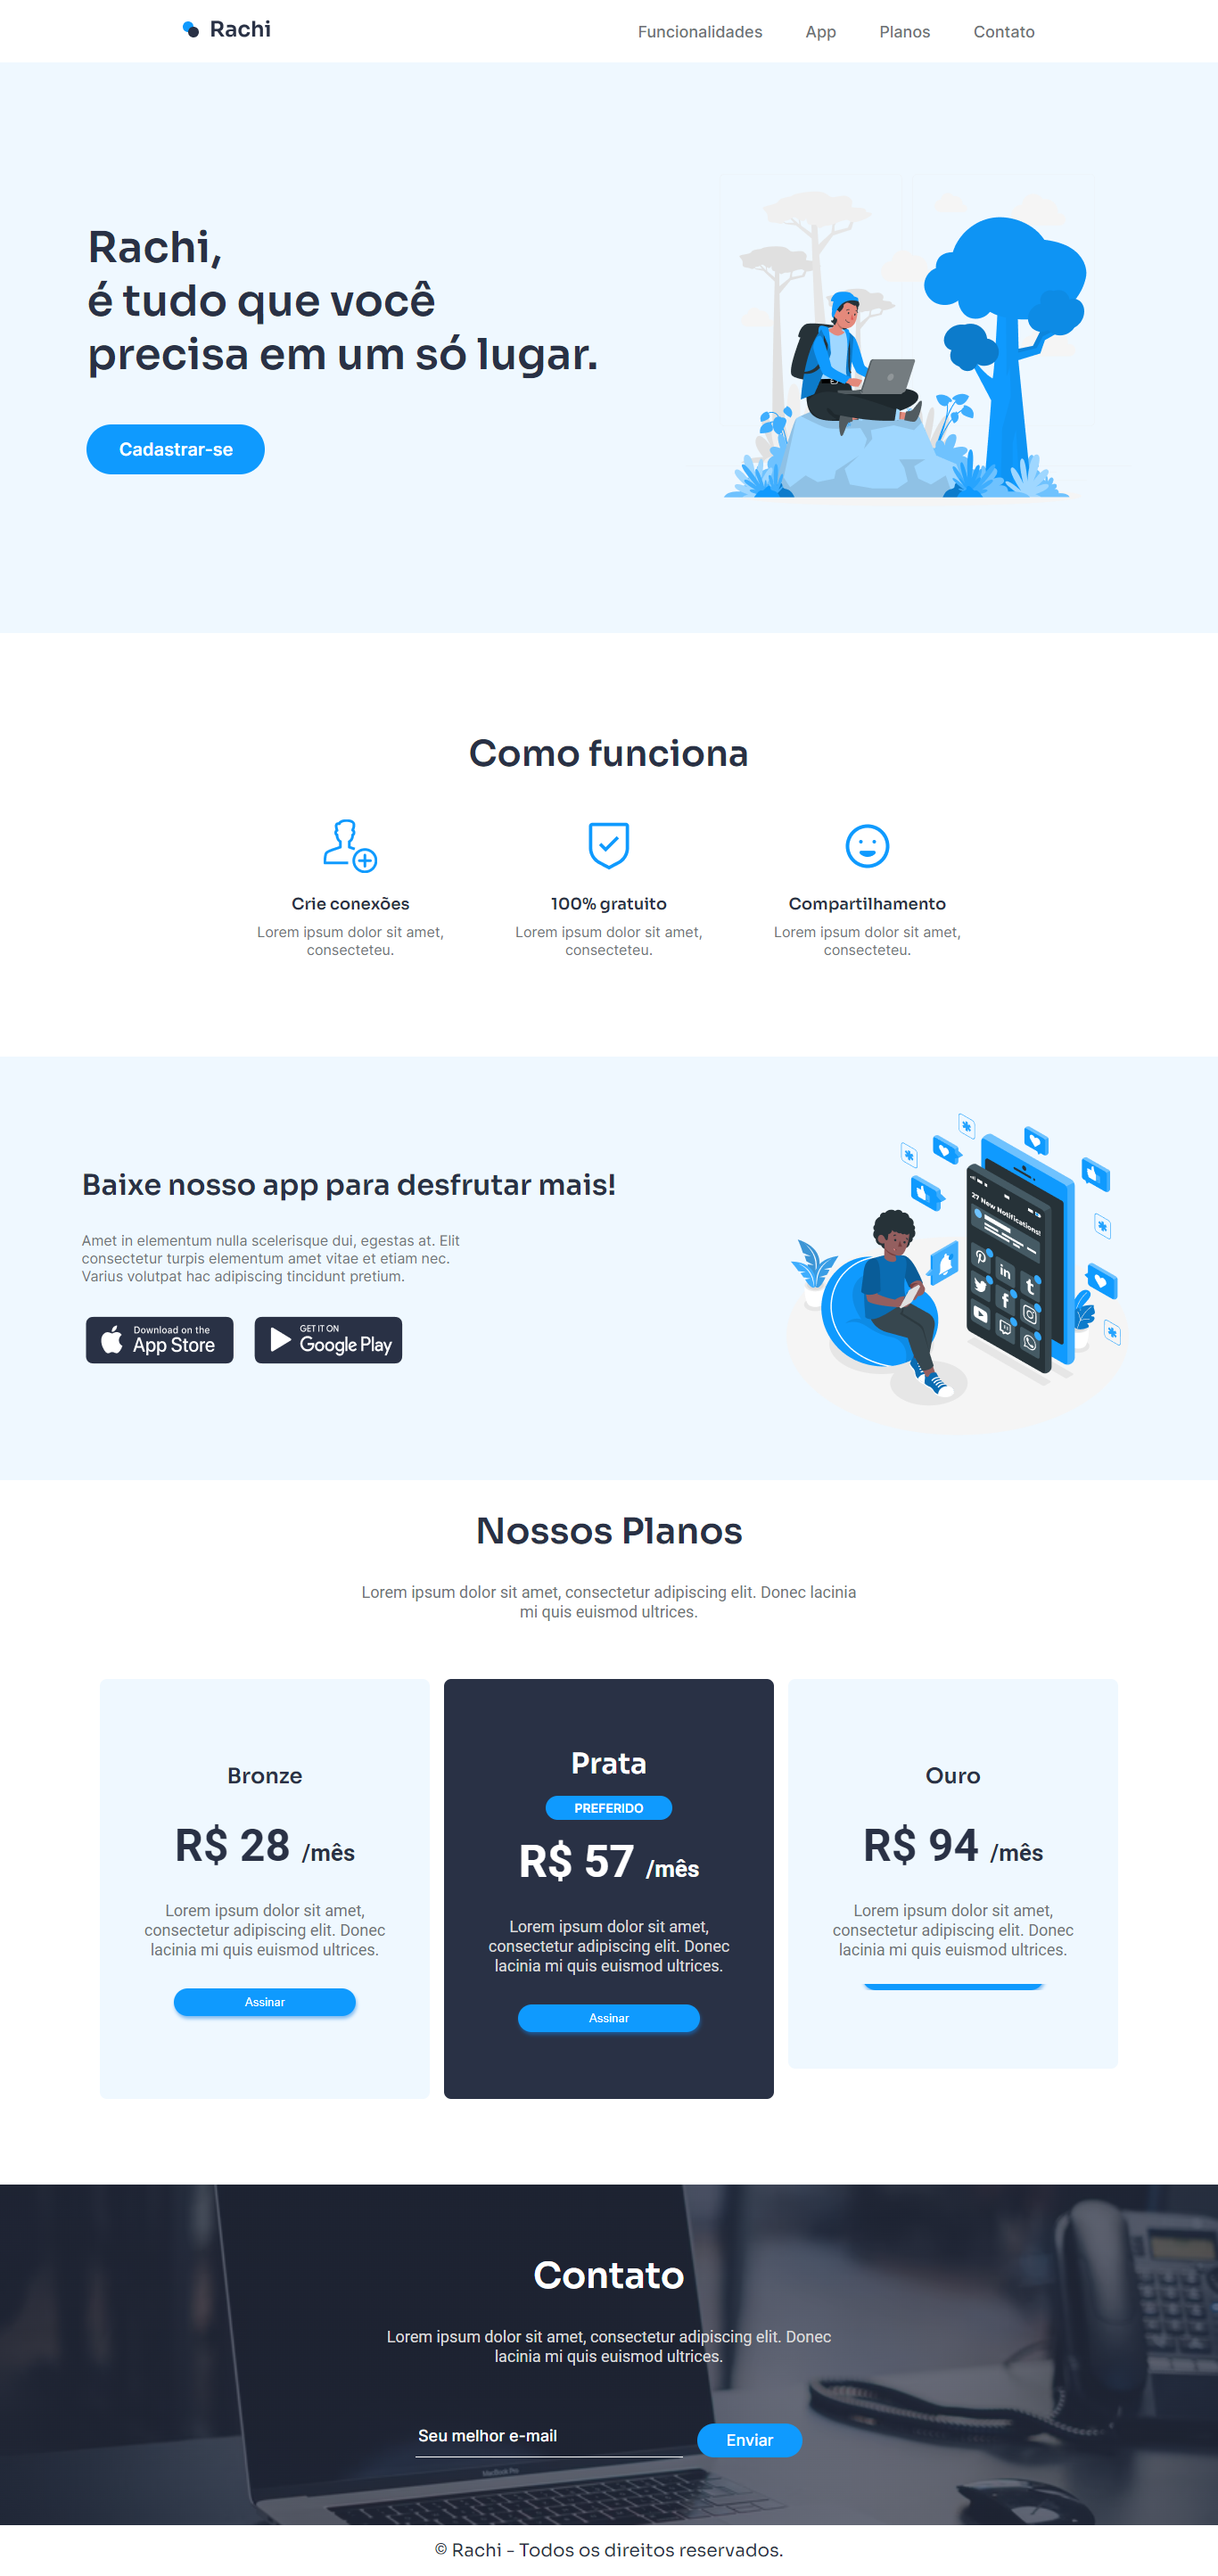 Rachi
Funcionalidades
App
Planos
Contato
Rachi,
é tudo que você
precisa em um só lugar.
Cadastrar-se
Como funciona
Crie conexões
Lorem ipsum dolor sit amet,
consecteteu.
100% gratuito
Lorem ipsum dolor sit amet,
consecteteu.
Compartilhamento
Lorem ipsum dolor sit amet,
consecteteu.
Baixe nosso app para desfrutar mais!
Amet in elementum nulla scelerisque dui, egestas at. Elit
consectetur turpis elementum amet vitae et etiam nec.
Varius volutpat hac adipiscing tincidunt pretium.
Download on the
App Store
GET IT ON
Google Play
27 New Notifications!
Nossos Planos
Lorem ipsum dolor sit amet, consectetur adipiscing elit. Donec lacinia
mi quis euismod ultrices.
Bronze
R$ 28 /mês
Lorem ipsum dolor sit amet,
consectetur adipiscing elit. Donec
lacinia mi quis euismod ultrices.
Assinar
Prata
PREFERIDO
R$ 57 /mês
Lorem ipsum dolor sit amet,
consectetur adipiscing elit. Donec
lacinia mi quis euismod ultrices.
Assinar
Ouro
R$ 94 /mês
Lorem ipsum dolor sit amet,
consectetur adipiscing elit. Donec
lacinia mi quis euismod ultrices.
Contato
Lorem ipsum dolor sit amet, consectetur adipiscing elit. Donec
lacinia mi quis euismod ultrices.
Seu melhor e-mail
Enviar
MacBook Pro
© Rachi - Todos os direitos reservados.